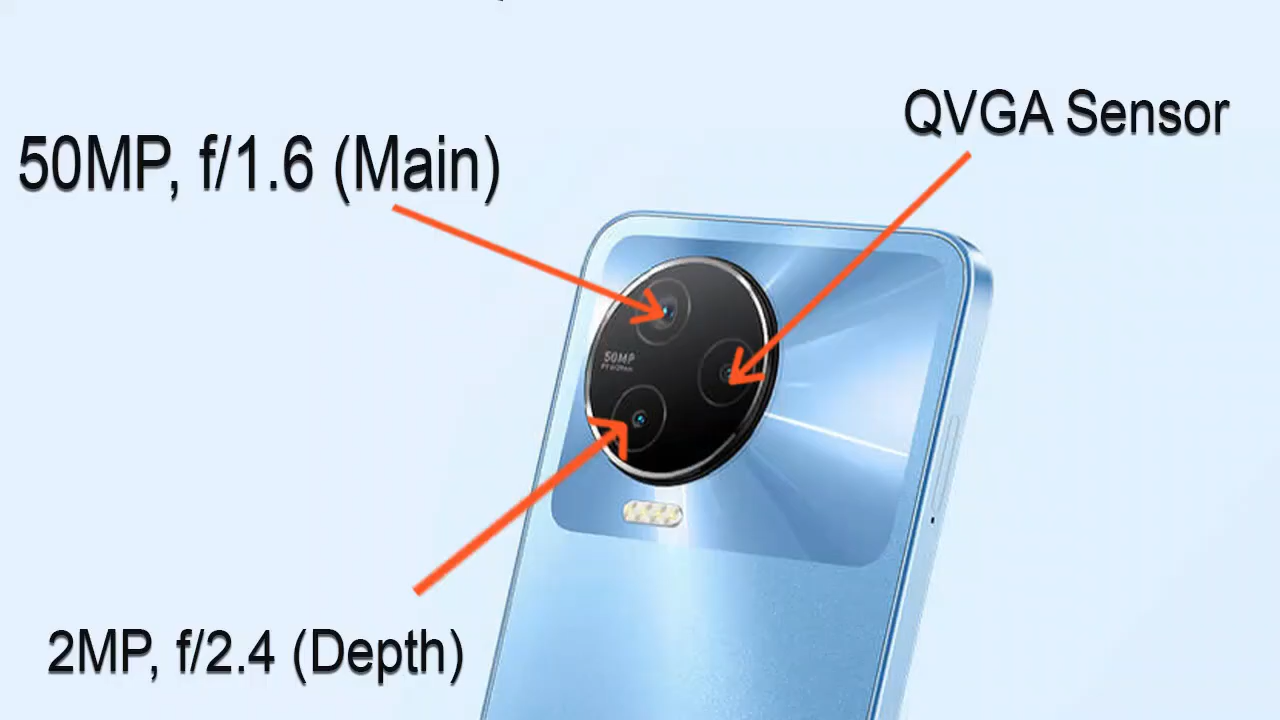 QVGA Sensor
50MP, f/1.6 (Main)
50MP
2MP, f/2.4 (Depth)